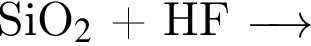 SiO₂ + HF ⟶